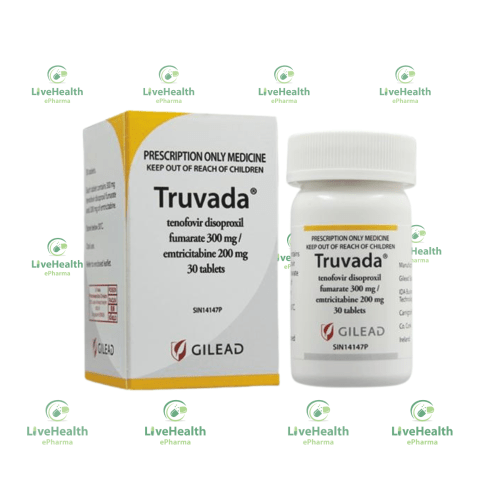 LiveHealth
ePharma
LiveHealth
ePharma
LiveHealth
ePharma
LiveHealth
ePharma
PRESCRIPTION ONLY MEDICINE
KEEP OUT OF REACH OF CHILDREN
Truvada®
tenofovir disoproxil
fumarate 300 mg /
emtricitabine 200 mg
30 tablets
SIN14147P
GILEAD
PRESCRIPTION ONLY MEDICINE
KEEP OUT OF REACH OF CHILDREN
Truvada®
tenofovir disoproxil
fumarate 300 mg /
emtricitabine 200 mg
30 tablets
GILEAD
SIN14147P
Ireland
LiveHealth
ePharma
LiveHealth
LiveHealth
ePharma
LiveHealth
ePharma
LiveHealth
ePharma
LiveHealth
ePharma